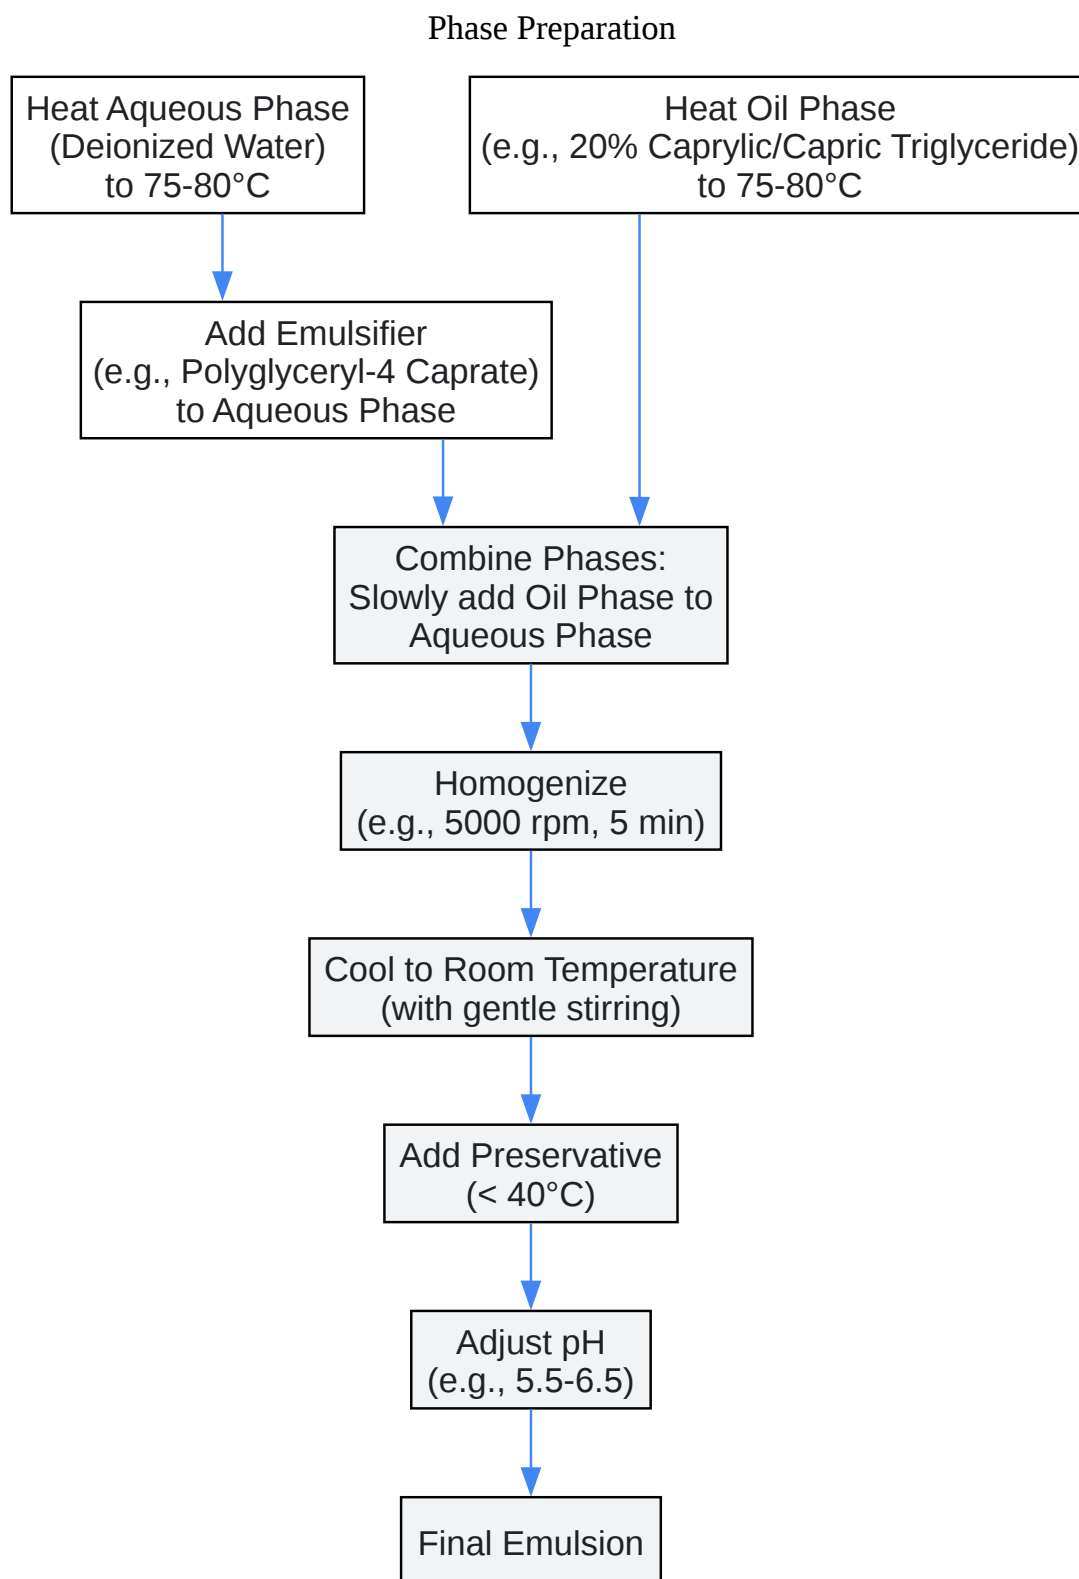 Phase Preparation
Heat Aqueous Phase
(Deionized Water)
to 75-80°C
Heat Oil Phase
(e.g., 20% Caprylic/Capric Triglyceride)
to 75-80°C
Add Emulsifier
(e.g., Polyglyceryl-4 Caprate)
to Aqueous Phase
Combine Phases:
Slowly add Oil Phase to
Aqueous Phase
Homogenize
(e.g., 5000 rpm, 5 min)
Cool to Room Temperature
(with gentle stirring)
Add Preservative
(< 40°C)
Adjust pH
(e.g., 5.5-6.5)
Final Emulsion